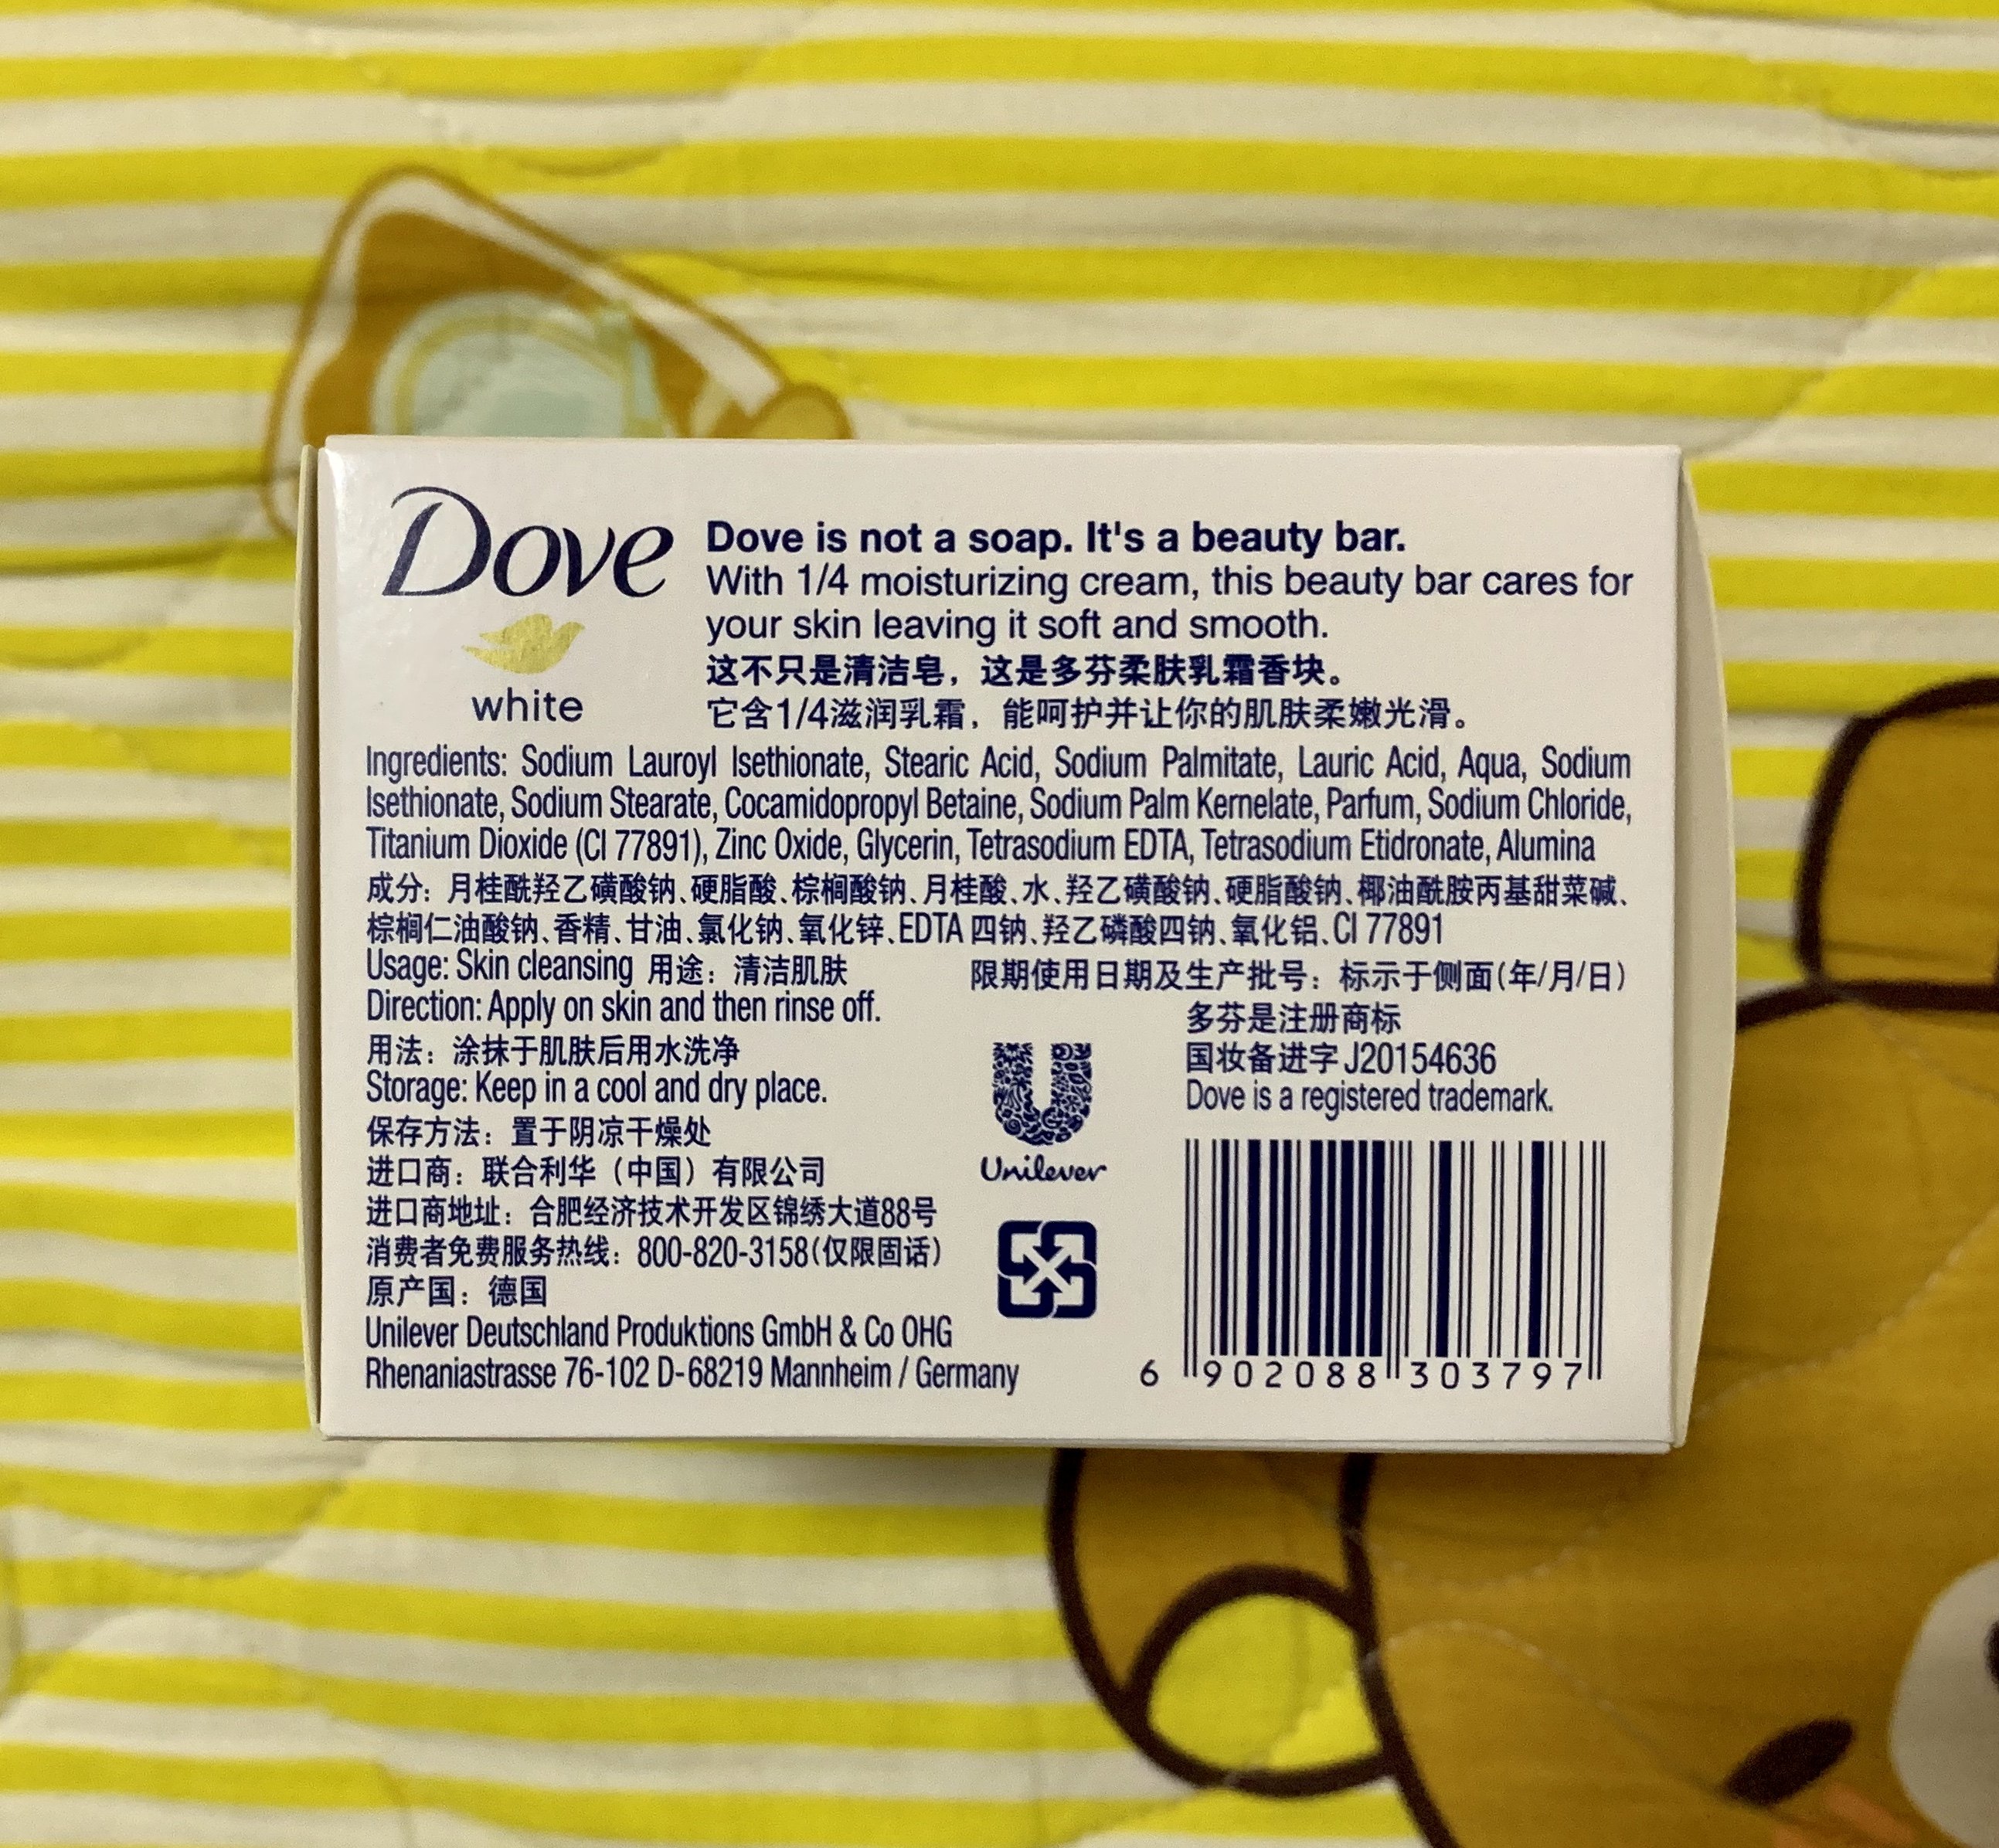 Dove
white
Dove is not a soap. It's a beauty bar.
With 1/4 moisturizing cream, this beauty bar cares for
your skin leaving it soft and smooth.
这不只是清洁皂，这是多芬柔肤乳霜香块。
它含1/4滋润乳霜，能呵护并让你的肌肤柔嫩光滑。
Ingredients: Sodium Lauroyl Isethionate, Stearic Acid, Sodium Palmitate, Lauric Acid, Aqua, Sodium
Isethionate, Sodium Stearate, Cocamidopropyl Betaine, Sodium Palm Kernelate, Parfum, Sodium Chloride,
Titanium Dioxide (CI 77891), Zinc Oxide, Glycerin, Tetrasodium EDTA, Tetrasodium Etidronate, Alumina
成分：月桂酰羟乙磺酸钠、硬脂酸、棕榈酸钠、月桂酸、水、羟乙磺酸钠、硬脂酸钠、椰油酰胺丙基甜菜碱、
棕榈仁油酸钠、香精、甘油、氯化钠、氧化锌、EDTA 四钠、羟乙磷酸四钠、氧化铝、CI 77891
Usage: Skin cleansing 用途：清洁肌肤
Direction: Apply on skin and then rinse off.
用法：涂抹于肌肤后用水洗净
Storage: Keep in a cool and dry place.
保存方法：置于阴凉干燥处
进口商：联合利华（中国）有限公司
进口商地址：合肥经济技术开发区锦绣大道88号
消费者免费服务热线：800-820-3158(仅限固话)
原产国：德国
Unilever Deutschland Produktions GmbH & Co OHG
Rhenaniastrasse 76-102 D-68219 Mannheim / Germany
限期使用日期及生产批号：标示于侧面(年/月/日)
多芬是注册商标
国妆备进字 J20154636
Dove is a registered trademark.
Unilever
6 902088 303797